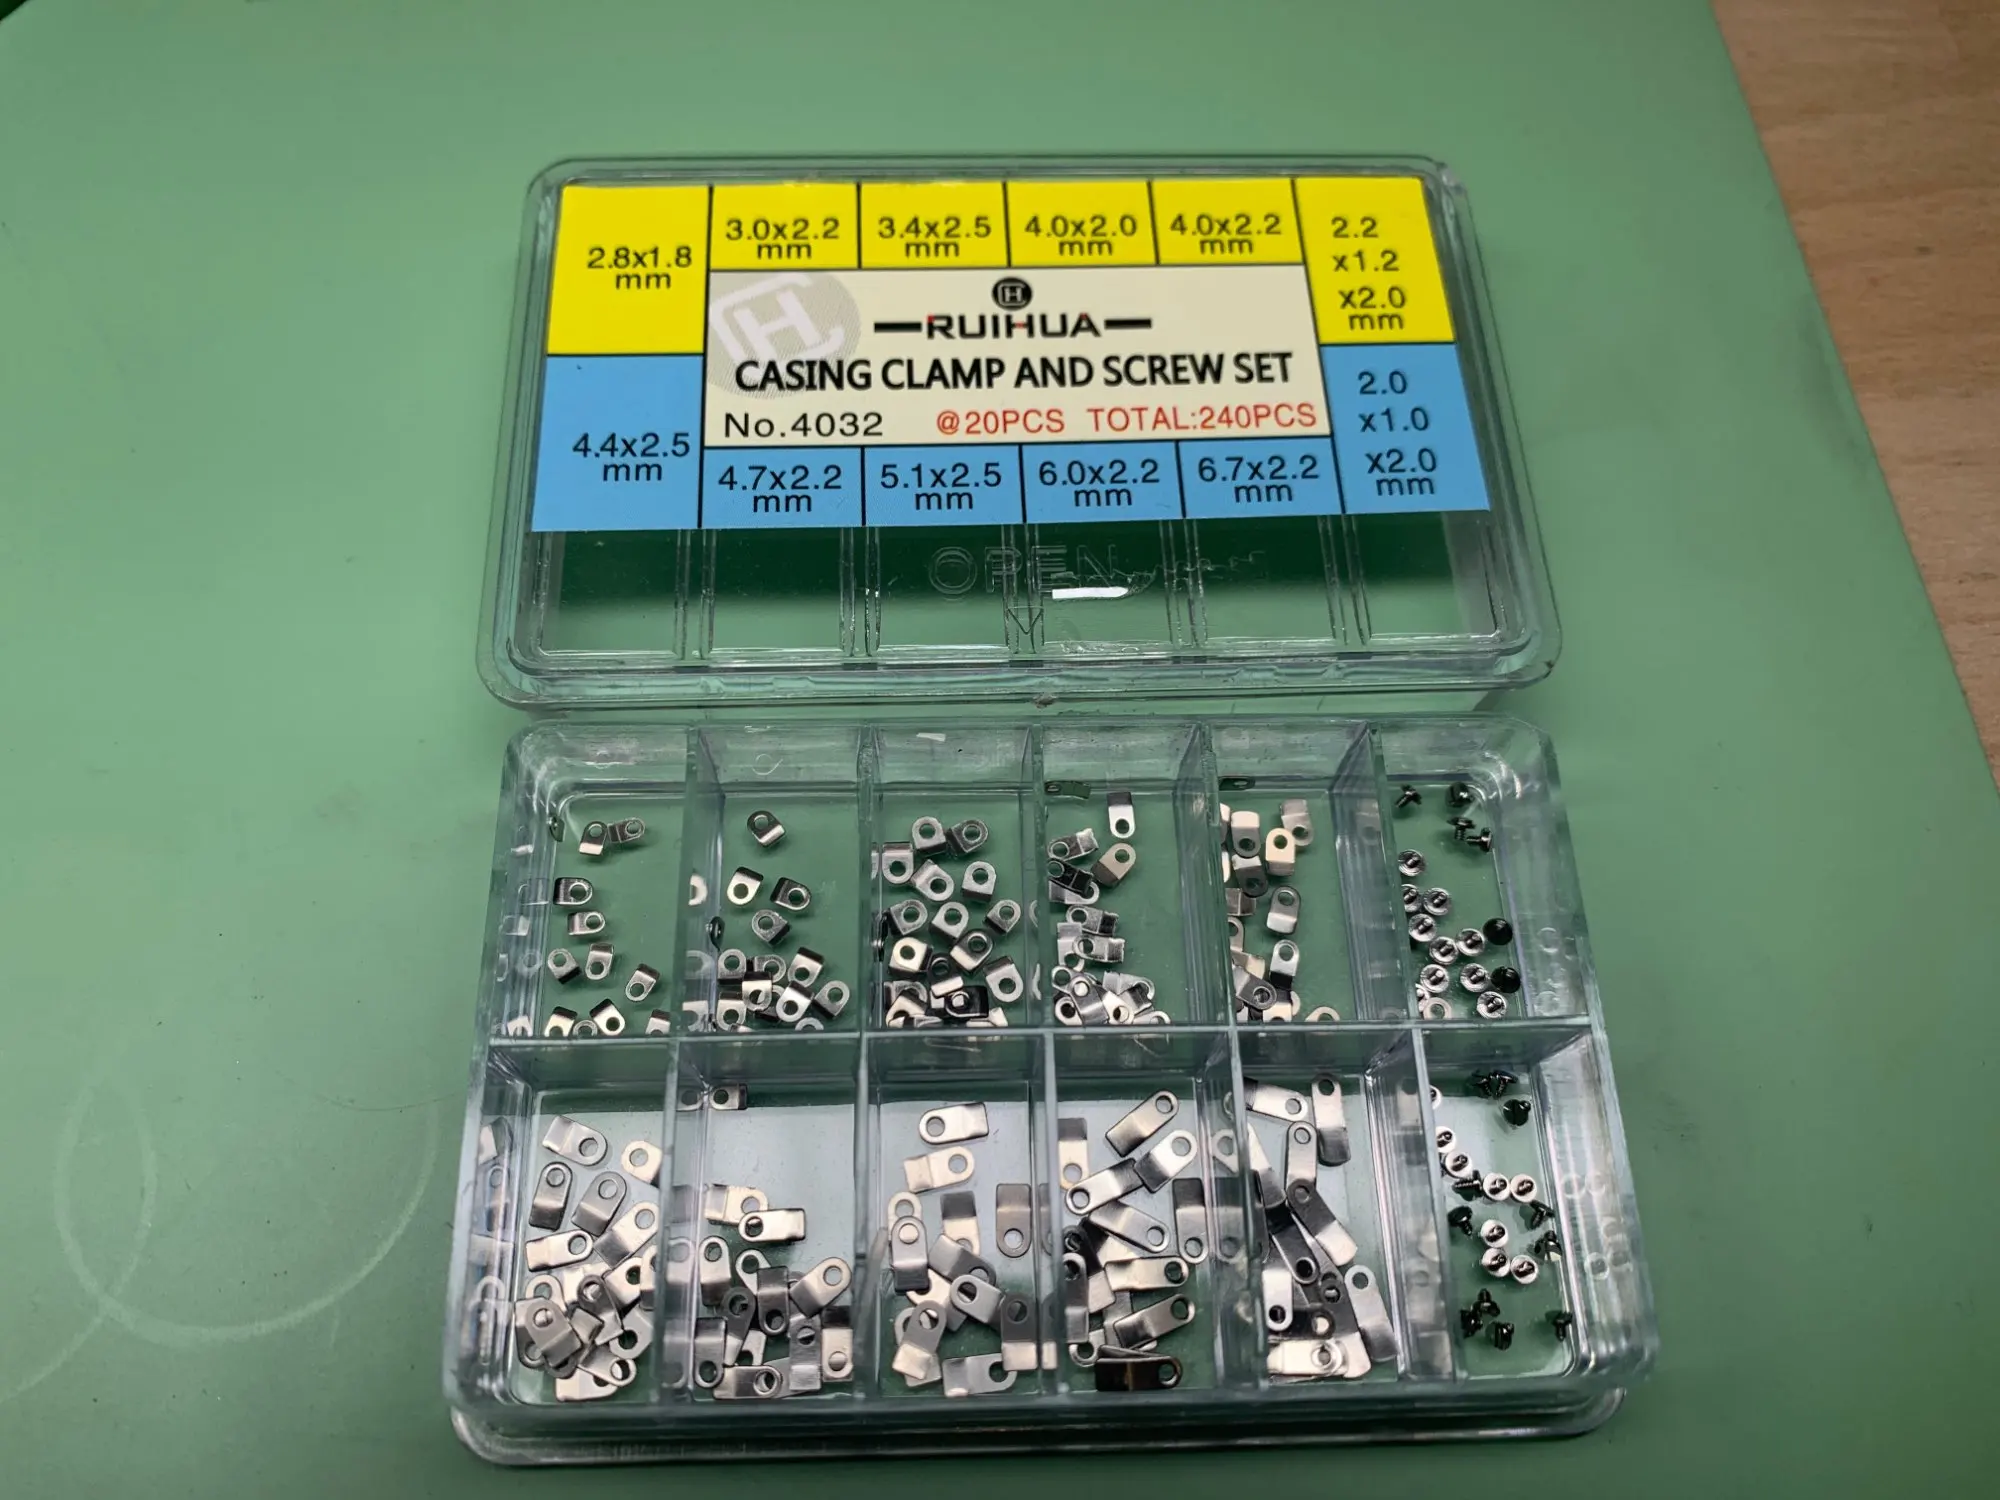 2.8x1.8
mm
3.0x2.2
mm
3.4x2.5
mm
4.0x2.0
mm
4.0x2.2
mm
2.2
x1.2
x2.0
mm
H
RUIHUA
CASING CLAMP AND SCREW SET
No.4032 @20PCS TOTAL:240PCS
4.4x2.5
mm
4.7x2.2
mm
5.1x2.5
mm
6.0x2.2
mm
6.7x2.2
mm
2.0
x1.0
x2.0
mm
OPEN